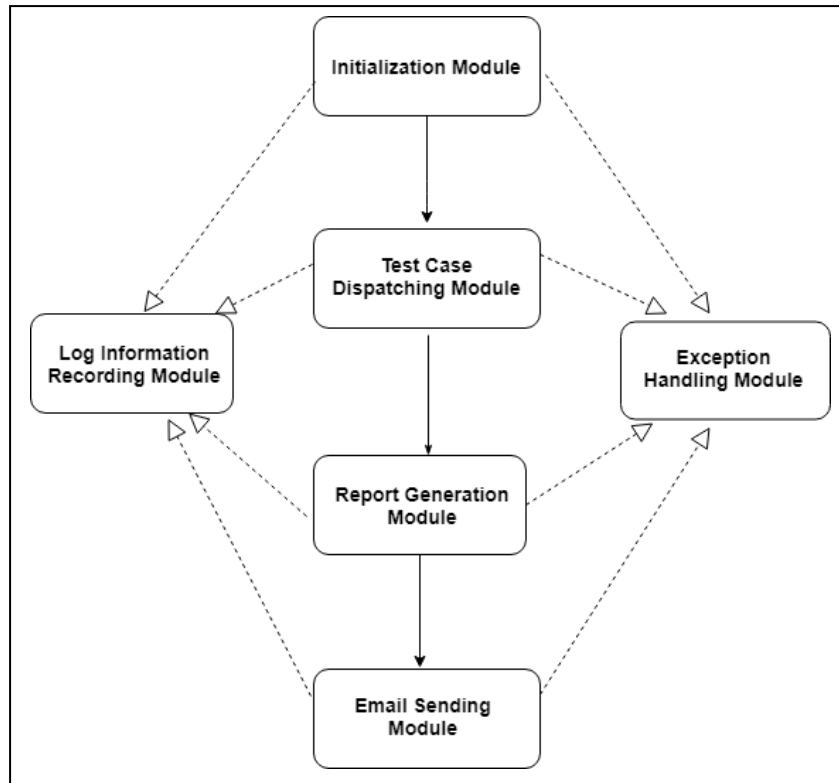 Initialization Module
Test Case
Dispatching Module
Log Information
Recording Module
Exception
Handling Module
Report Generation
Module
Email Sending
Module